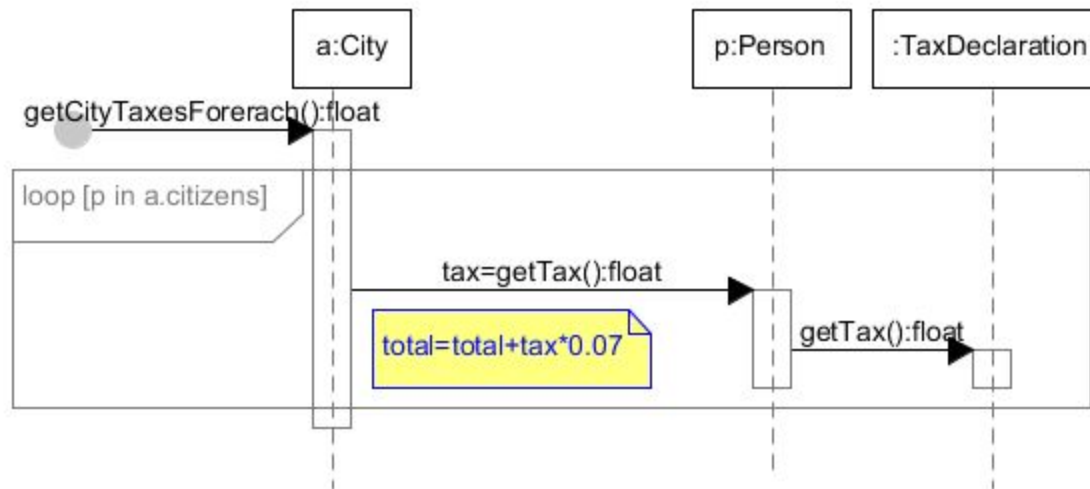 a:City
p:Person
:TaxDeclaration
getCityTaxesForerach():float
loop [p in a.citizens]
tax=getTax():float
total=total+tax*0.07
getTax():float